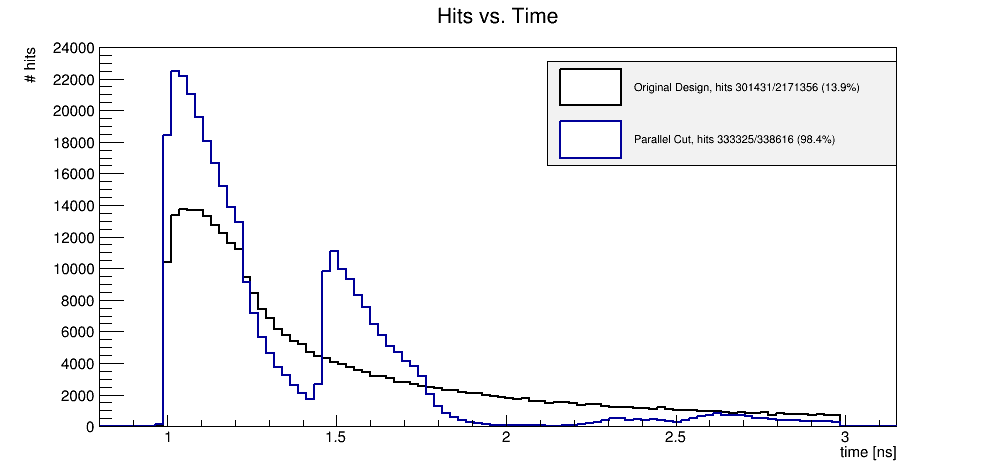 Hits vs. Time
# hits
24000
22000
20000
18000
16000
14000
12000
10000
8000
6000
4000
2000
0
Original Design, hits 301431/2171356 (13.9%)
Parallel Cut, hits 333325/338616 (98.4%)
1 1.5 2 2.5 3
time [ns]